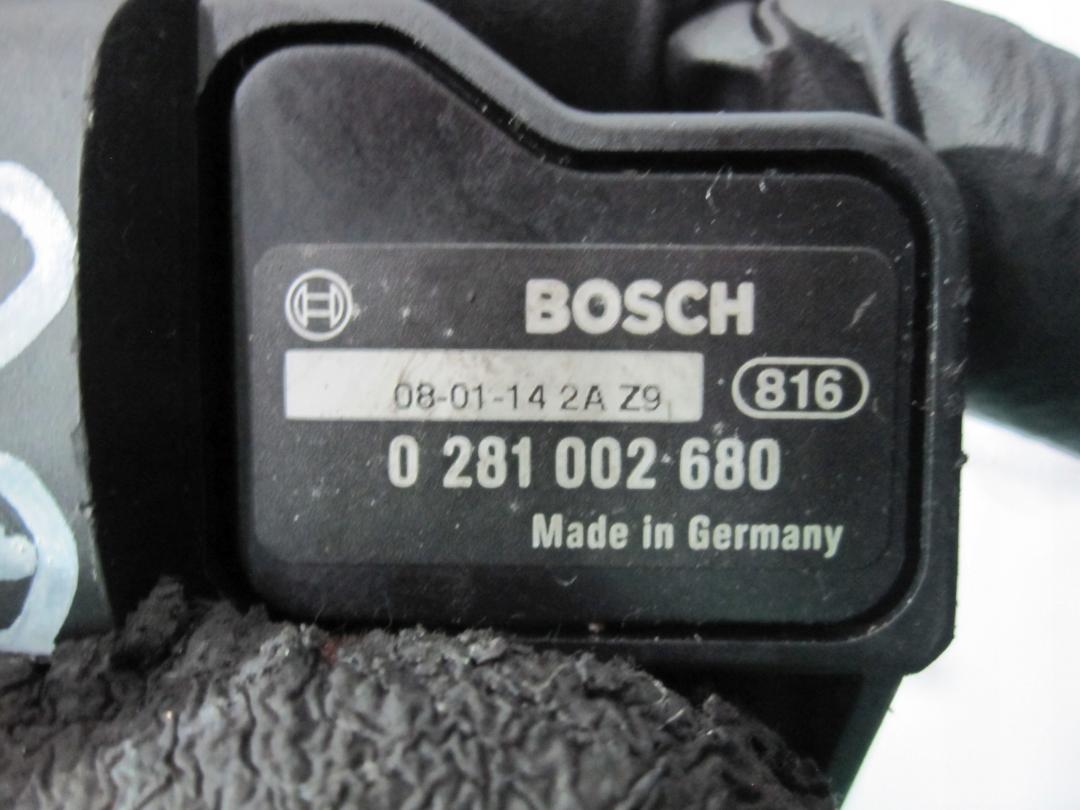 BOSCH
08-01-14 2A Z9
816
0 281 002 680
Made in Germany